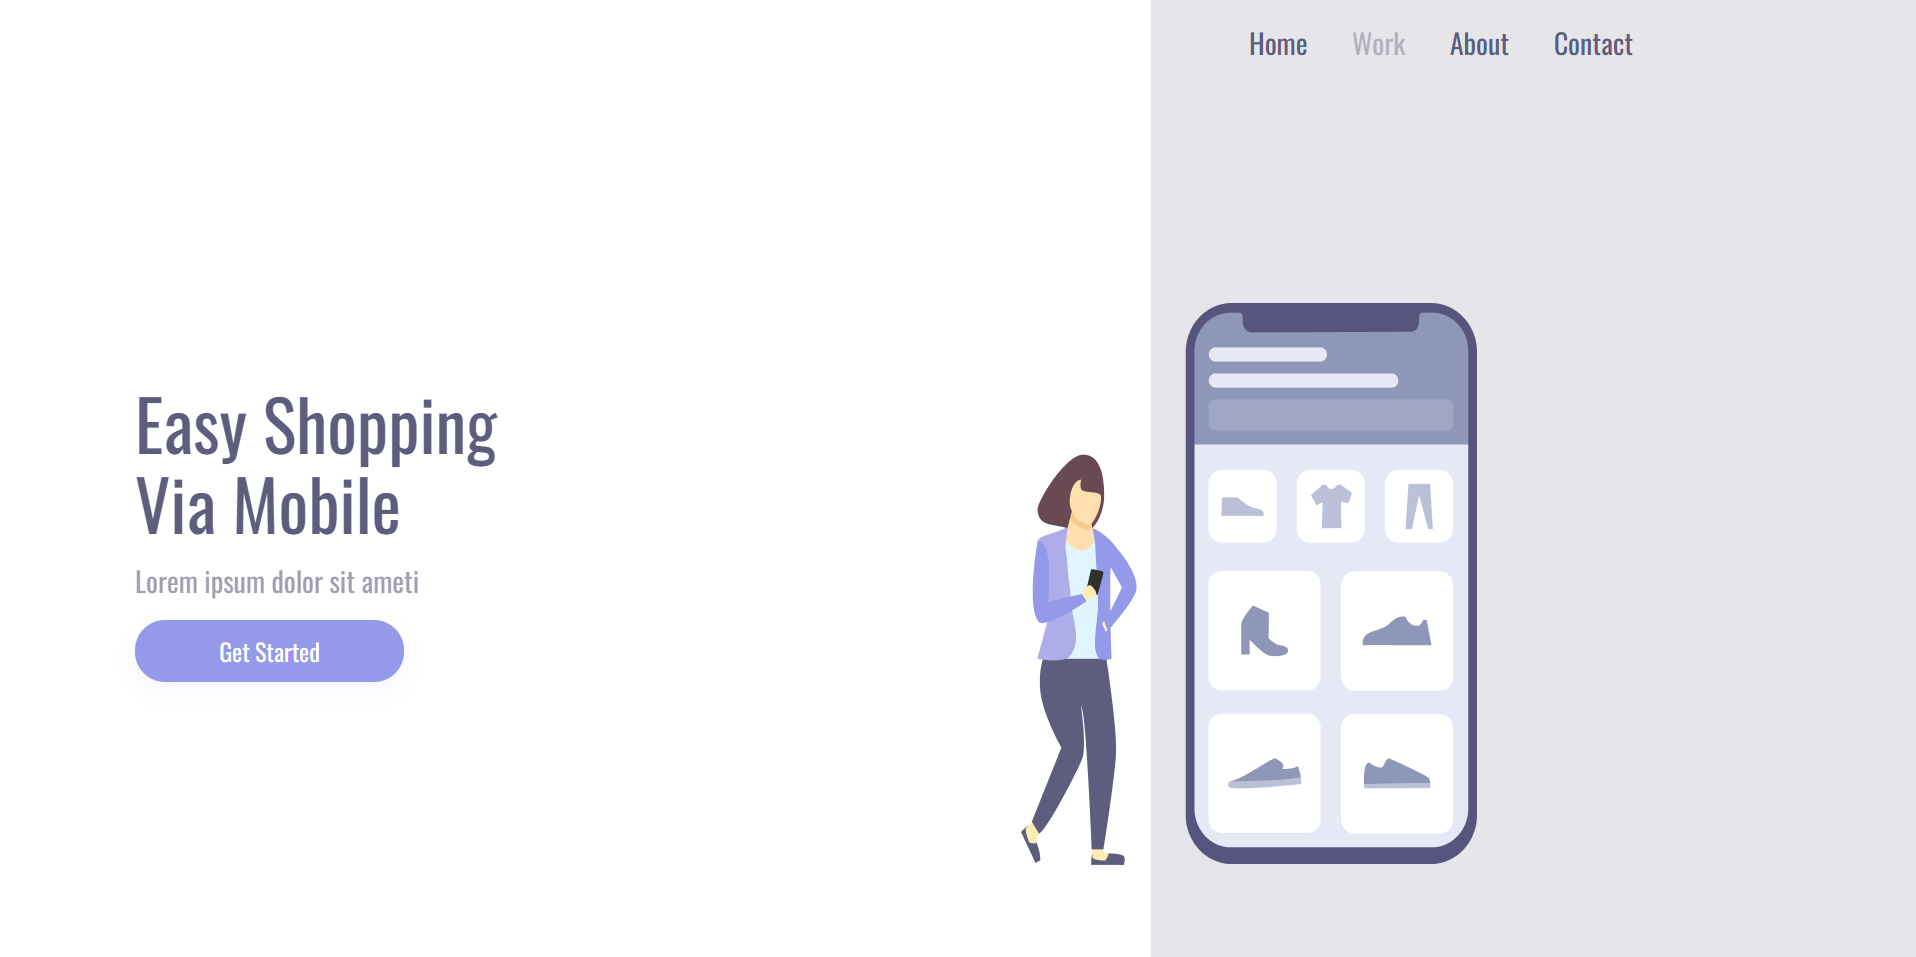 Home Work About Contact
Easy Shopping
Via Mobile
Lorem ipsum dolor sit ameti
Get Started